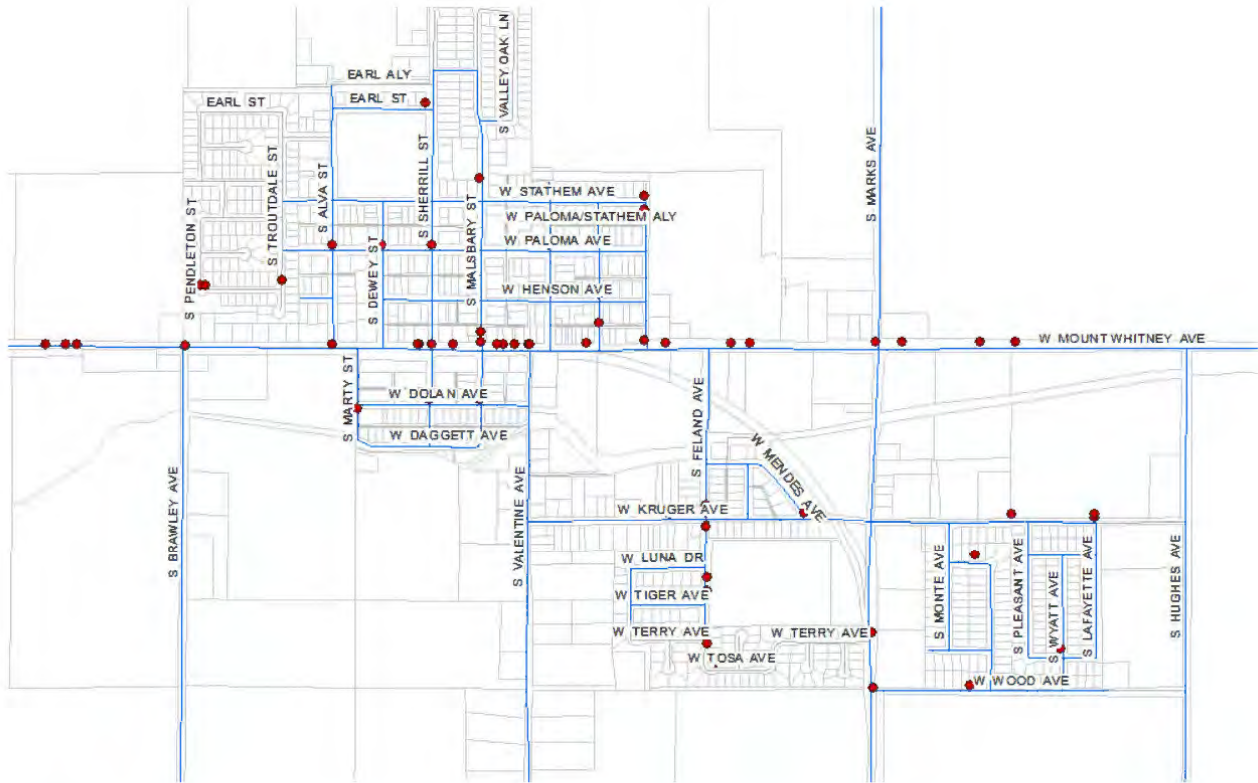 S VALLEY OAK LN
EARL ALY
EARL ST
EARL ST
S MARKS AVE
S TROUTDALE ST
S ALVA ST
S SHERRILL ST
W STATHEM AVE
W PALOMA/STATHEM ALY
S PENDLETON ST
S DEWEY ST
S MALSBARY ST
W PALOMA AVE
W HENSON AVE
W MOUNT WHITNEY AVE
S MARTY ST
W DOLAN AVE
W DAGGETT AVE
S FELAND AVE
W MENDES AVE
S BRAWLEY AVE
S VALENTINE AVE
W KRUGER AVE
W LUNA DR
W TIGER AVE
W TERRY AVE
W TERRY AVE
W TOSA AVE
S MONTE AVE
S PLEASANT AVE
S WYATT AVE
S LAFAYETTE AVE
S HUGHES AVE
W WOOD AVE